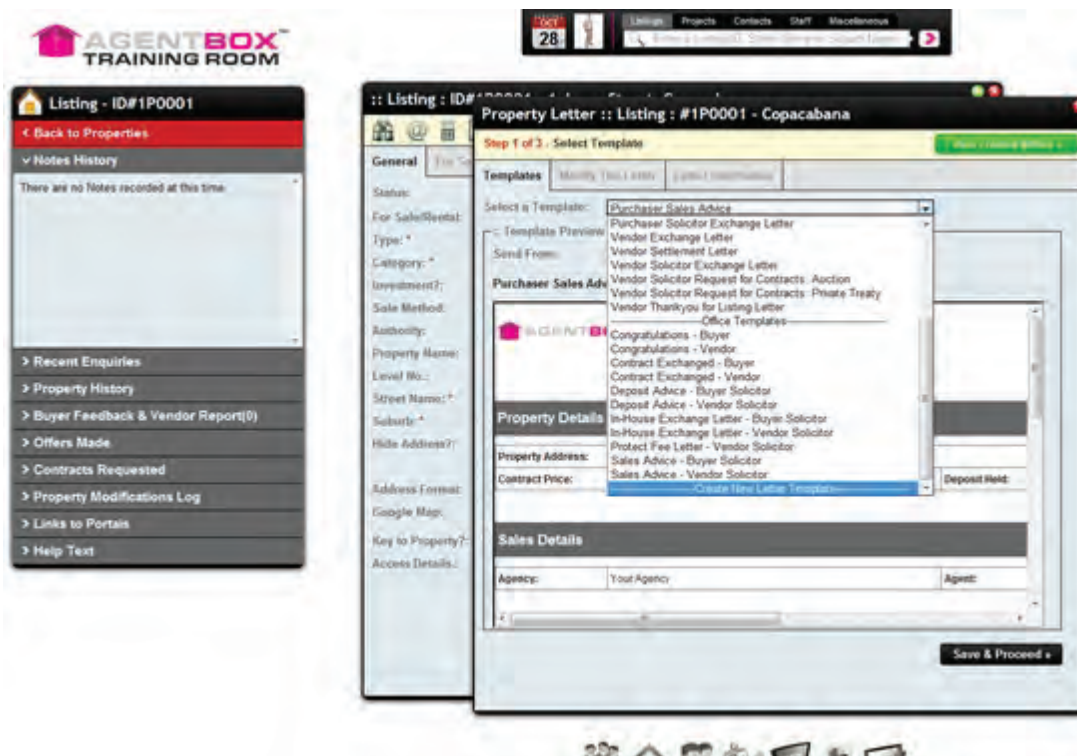 AGENTBOX™
TRAINING ROOM
OCT
28
Listings Projects Contacts Staff Miscellaneous
Listing - ID#1P0001
< Back to Properties
v Notes History
There are no Notes recorded at this time.
> Recent Enquiries
> Property History
> Buyer Feedback & Vendor Report(0)
> Offers Made
> Contracts Requested
> Property Modifications Log
> Links to Portals
> Help Text
:: Listing : ID#
General
Status:
For Sale/Rental:
Type: *
Category: *
Investment?:
Sale Method:
Authority:
Property Name:
Level No.:
Street Name: *
Suburb: *
Hide Address?:
Address Format:
Google Map:
Key to Property?:
Access Details:
Property Letter :: Listing : #1P0001 - Copacabana
Step 1 of 3 - Select Template
Templates Modify This Letter
Select a Template: Purchaser Sales Advice
Purchaser Solicitor Exchange Letter
Vendor Exchange Letter
Vendor Settlement Letter
Vendor Solicitor Exchange Letter
Vendor Solicitor Request for Contracts: Auction
Vendor Solicitor Request for Contracts: Private Treaty
Vendor Thankyou for Listing Letter
Office Templates
Congratulations - Buyer
Congratulations - Vendor
Contract Exchanged - Buyer
Contract Exchanged - Vendor
Deposit Advice - Buyer Solicitor
Deposit Advice - Vendor Solicitor
In-House Exchange Letter - Buyer Solicitor
In-House Exchange Letter - Vendor Solicitor
Protect Fee Letter - Vendor Solicitor
Sales Advice - Buyer Solicitor
Sales Advice - Vendor Solicitor
Create New Letter Template
:: Template Preview
Send From:
Purchaser Sales Adv
AGENTB
Property Details
Property Address:
Contract Price: Deposit Held:
Sales Details
Agency: Your Agency Agent:
Save & Proceed »